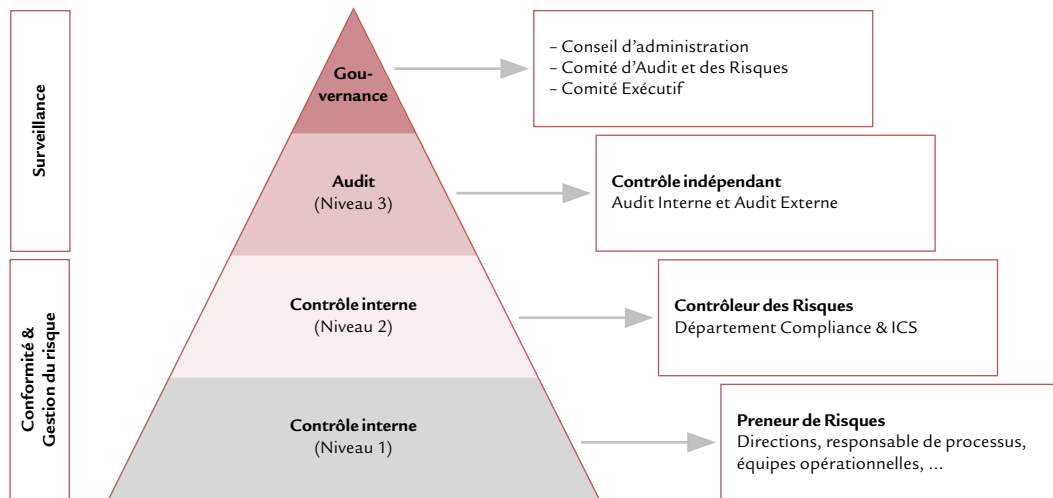 Surveillance
Gou-
vernance
– Conseil d’administration
– Comité d’Audit et des Risques
– Comité Exécutif
Audit
(Niveau 3)
Contrôle indépendant
Audit Interne et Audit Externe
Conformité &
Gestion du risque
Contrôle interne
(Niveau 2)
Contrôleur des Risques
Département Compliance & ICS
Contrôle interne
(Niveau 1)
Preneur de Risques
Directions, responsable de processus,
équipes opérationnelles, ...